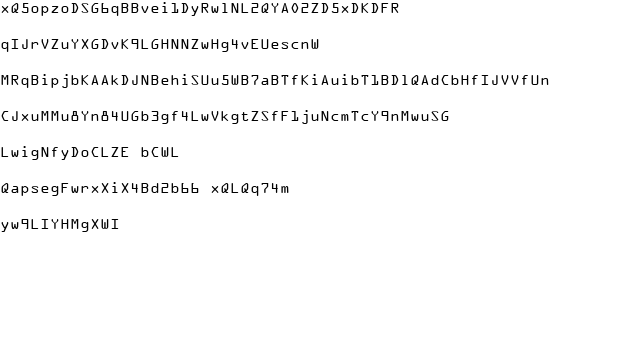 xQ5opzoDSG6qBBvei1DyRw1NL2QYA02ZD5xDKDFR
qIJrVZuYXGDvK9LGHNNZwHg4vEUescnW
MRqBipjbKAAkDJNBehiSUu5WB7aBTfKiAuibT1BD1QAdCbHfIJVVfUn
CJxuMMu8Yn84UGb3gf4LwVkgtZSfF1juNcmTcY9nMwuSG
LwigNfyDoCLZE bCWL
QapsegFwrxXiX4Bd2b66 xQLQq74m
yw9LIYHMgXWI